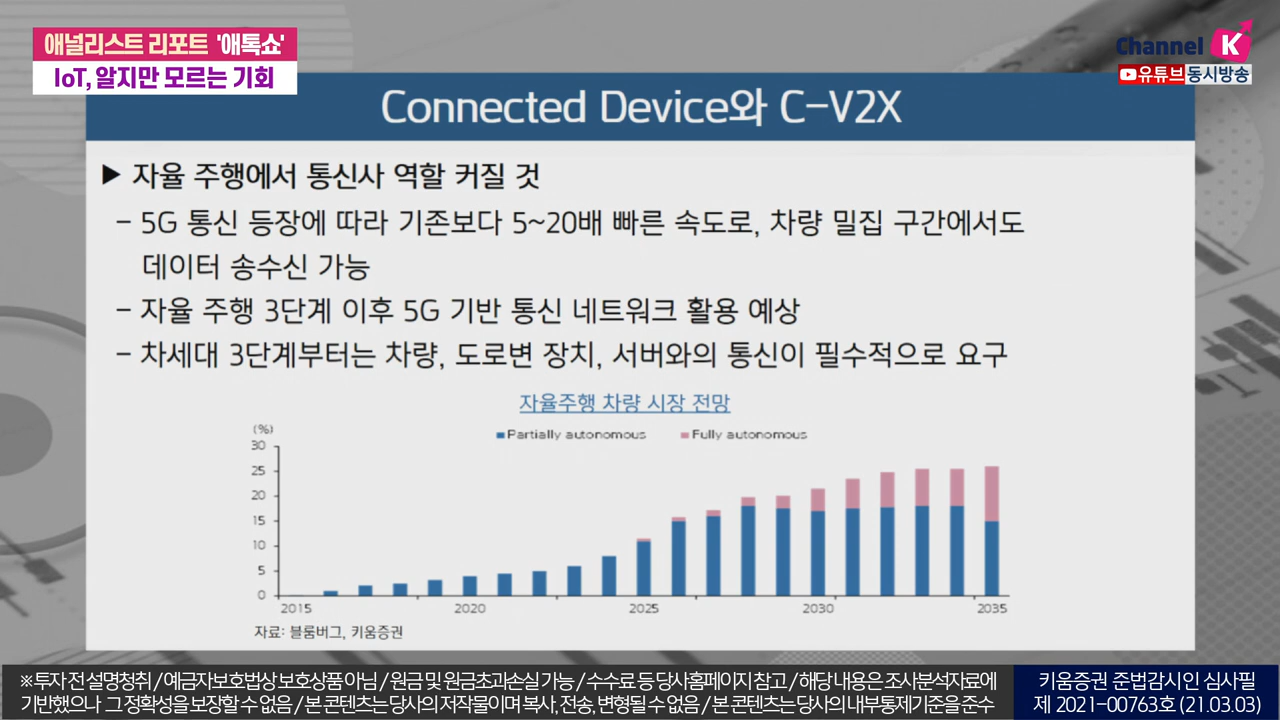 애널리스트 리포트 '애톡쇼'
IoT, 알지만 모르는 기회
Channel K
유튜브동시방송
Connected Device와 C-V2X
▶ 자율 주행에서 통신사 역할 커질 것
- 5G 통신 등장에 따라 기존보다 5~20배 빠른 속도로, 차량 밀집 구간에서도
데이터 송수신 가능
- 자율 주행 3단계 이후 5G 기반 통신 네트워크 활용 예상
- 차세대 3단계부터는 차량, 도로변 장치, 서버와의 통신이 필수적으로 요구
자율주행 차량 시장 전망
(%)
Partially autonomous Fully autonomous
30
25
20
15
10
5
0
2015 2020 2025 2030 2035
자료: 블룸버그, 키움증권
※투자 전 설명청취 / 예금자보호법상 보호상품 아님 / 원금 및 원금초과손실 가능 / 수수료 등 당사홈페이지 참고 / 해당 내용은 조사분석자료에
기반했으나 그 정확성을 보장할 수 없음 / 본 콘텐츠는 당사의 저작물이며 복사, 전송, 변형될 수 없음 / 본 콘텐츠는 당사의 내부통제기준을 준수
키움증권 준법감시인 심사필
제 2021-00763호 (21.03.03)